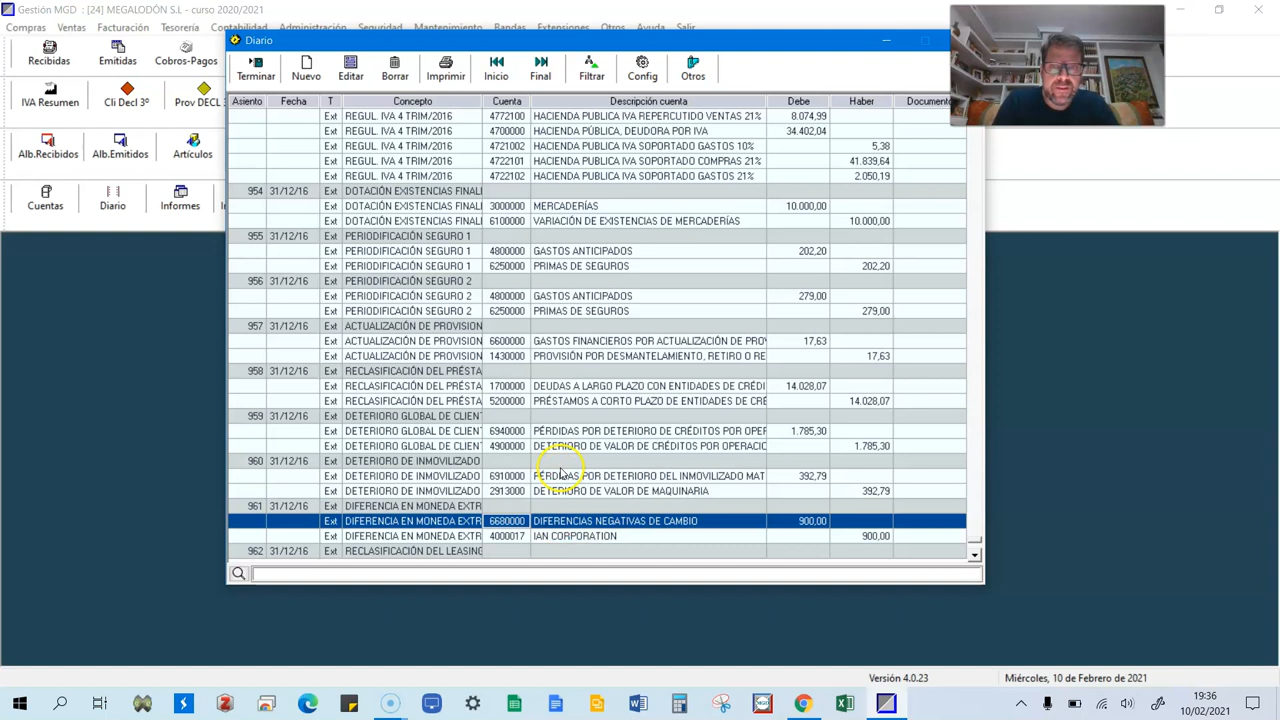 Gestión MGD : [24] MEGALODÓN S.L - curso 2020/2021
Compras Ventas Facturación Tesorería Contabilidad Administración Seguridad Mantenimiento Bandeja Extensiones Otros Ayuda Salir
Recibidas Emitidas Cobros-Pagos
IVA Resumen Cli Decl 3º Prov DECL
Alb.Recibidos Alb.Emitidos Artículos
Cuentas Diario Informes
Diario
Terminar Nuevo Editar Borrar Imprimir Inicio Final Filtrar Config Otros
Asiento Fecha T Concepto Cuenta Descripción cuenta Debe Haber Documento
Ext REGUL. IVA 4 TRIM/2016 4772100 HACIENDA PUBLICA IVA REPERCUTIDO VENTAS 21% 8.074,99
Ext REGUL. IVA 4 TRIM/2016 4700000 HACIENDA PÚBLICA, DEUDORA POR IVA 34.402,04
Ext REGUL. IVA 4 TRIM/2016 4721002 HACIENDA PUBLICA IVA SOPORTADO GASTOS 10% 5,38
Ext REGUL. IVA 4 TRIM/2016 4722101 HACIENDA PUBLICA IVA SOPORTADO COMPRAS 21% 41.839,64
Ext REGUL. IVA 4 TRIM/2016 4722102 HACIENDA PUBLICA IVA SOPORTADO GASTOS 21% 2.050,19
954 31/12/16 Ext DOTACIÓN EXISTENCIAS FINALI
Ext DOTACIÓN EXISTENCIAS FINALI 3000000 MERCADERÍAS 10.000,00
Ext DOTACIÓN EXISTENCIAS FINALI 6100000 VARIACIÓN DE EXISTENCIAS DE MERCADERÍAS 10.000,00
955 31/12/16 Ext PERIODIFICACIÓN SEGURO 1
Ext PERIODIFICACIÓN SEGURO 1 4800000 GASTOS ANTICIPADOS 202,20
Ext PERIODIFICACIÓN SEGURO 1 6250000 PRIMAS DE SEGUROS 202,20
956 31/12/16 Ext PERIODIFICACIÓN SEGURO 2
Ext PERIODIFICACIÓN SEGURO 2 4800000 GASTOS ANTICIPADOS 279,00
Ext PERIODIFICACIÓN SEGURO 2 6250000 PRIMAS DE SEGUROS 279,00
957 31/12/16 Ext ACTUALIZACIÓN DE PROVISION
Ext ACTUALIZACIÓN DE PROVISION 6600000 GASTOS FINANCIEROS POR ACTUALIZACIÓN DE PRO 17,63
Ext ACTUALIZACIÓN DE PROVISION 1430000 PROVISIÓN POR DESMANTELAMIENTO, RETIRO O RE 17,63
958 31/12/16 Ext RECLASIFICACIÓN DEL PRÉSTA
Ext RECLASIFICACIÓN DEL PRÉSTA 1700000 DEUDAS A LARGO PLAZO CON ENTIDADES DE CRÉDI 14.028,07
Ext RECLASIFICACIÓN DEL PRÉSTA 5200000 PRÉSTAMOS A CORTO PLAZO DE ENTIDADES DE CRÉ 14.028,07
959 31/12/16 Ext DETERIORO GLOBAL DE CLIENT
Ext DETERIORO GLOBAL DE CLIENT 6940000 PÉRDIDAS POR DETERIORO DE CRÉDITOS POR OPER 1.785,30
Ext DETERIORO GLOBAL DE CLIENT 4900000 DETERIORO DE VALOR DE CRÉDITOS POR OPERACIO 1.785,30
960 31/12/16 Ext DETERIORO DE INMOVILIZADO
Ext DETERIORO DE INMOVILIZADO 6910000 PÉRDIDAS POR DETERIORO DEL INMOVILIZADO MAT 392,79
Ext DETERIORO DE INMOVILIZADO 2913000 DETERIORO DE VALOR DE MAQUINARIA 392,79
961 31/12/16 Ext DIFERENCIA EN MONEDA EXTR
Ext DIFERENCIA EN MONEDA EXTR 6680000 DIFERENCIAS NEGATIVAS DE CAMBIO 900,00
Ext DIFERENCIA EN MONEDA EXTR 4000017 IAN CORPORATION 900,00
962 31/12/16 Ext RECLASIFICACIÓN DEL LEASING
Versión 4.0.23 Miércoles, 10 de Febrero de 2021
19:36
10/02/2021